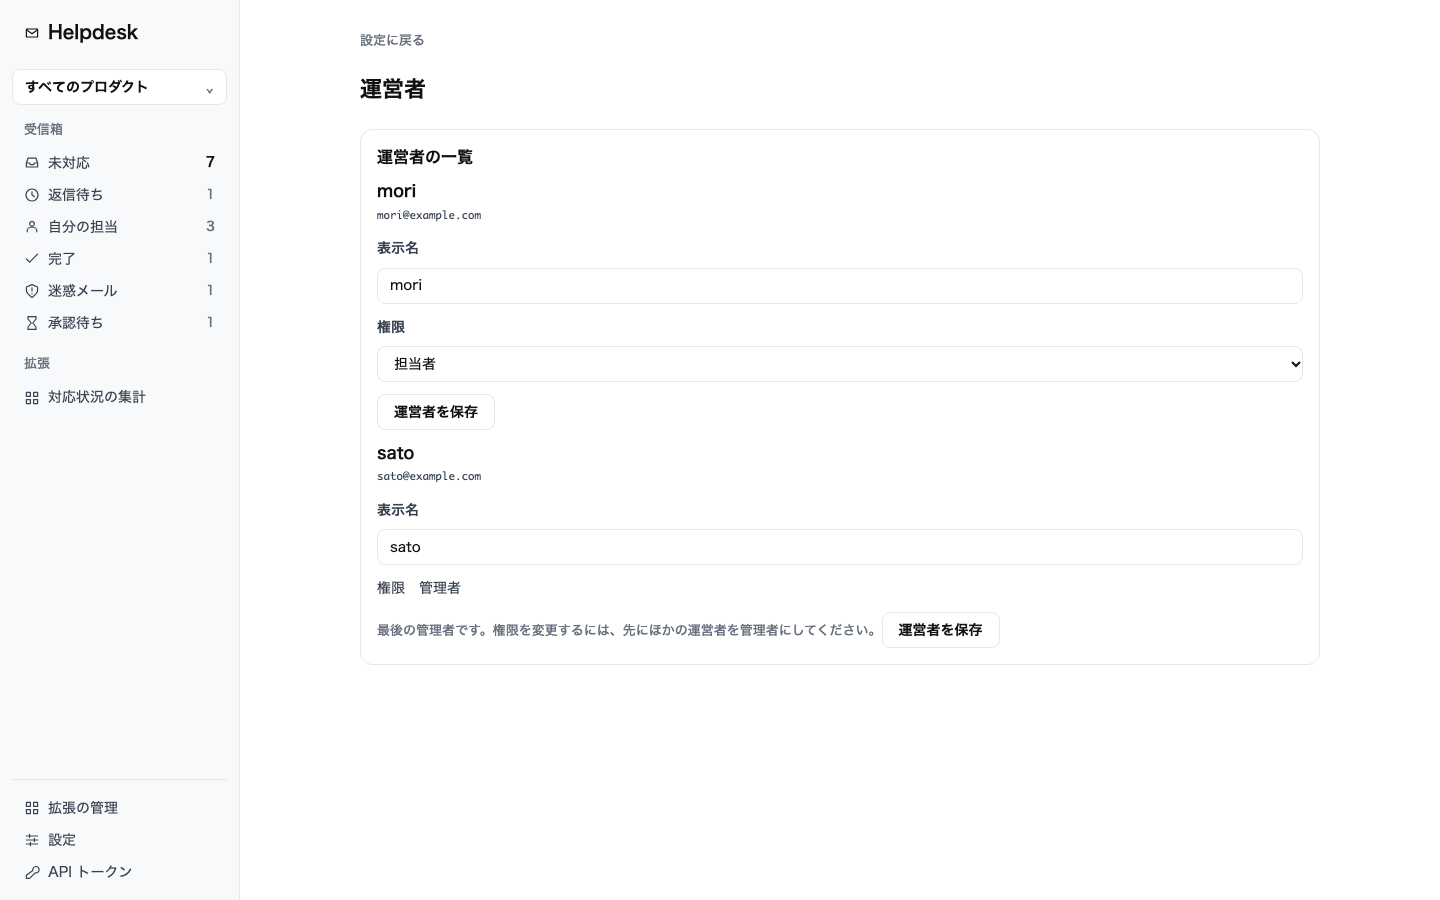 Helpdesk
すべてのプロダクト
受信箱
未対応 7
返信待ち 1
自分の担当 3
完了 1
迷惑メール 1
承認待ち 1
拡張
対応状況の集計
拡張の管理
設定
API トークン
設定に戻る
運営者
運営者の一覧
mori
mori@example.com
表示名
mori
権限
担当者
運営者を保存
sato
sato@example.com
表示名
sato
権限 管理者
最後の管理者です。権限を変更するには、先にほかの運営者を管理者にしてください。 運営者を保存